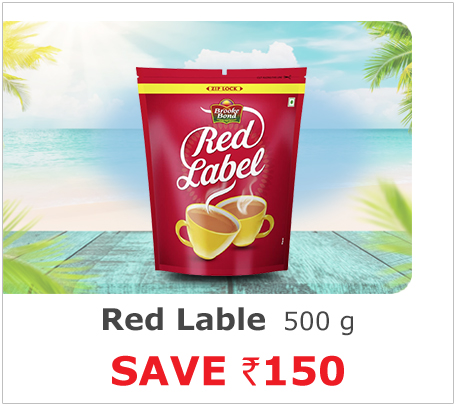 ZIP LOCK
Brooke
Bond
Red
Label
Red Lable 500 g
SAVE ₹150